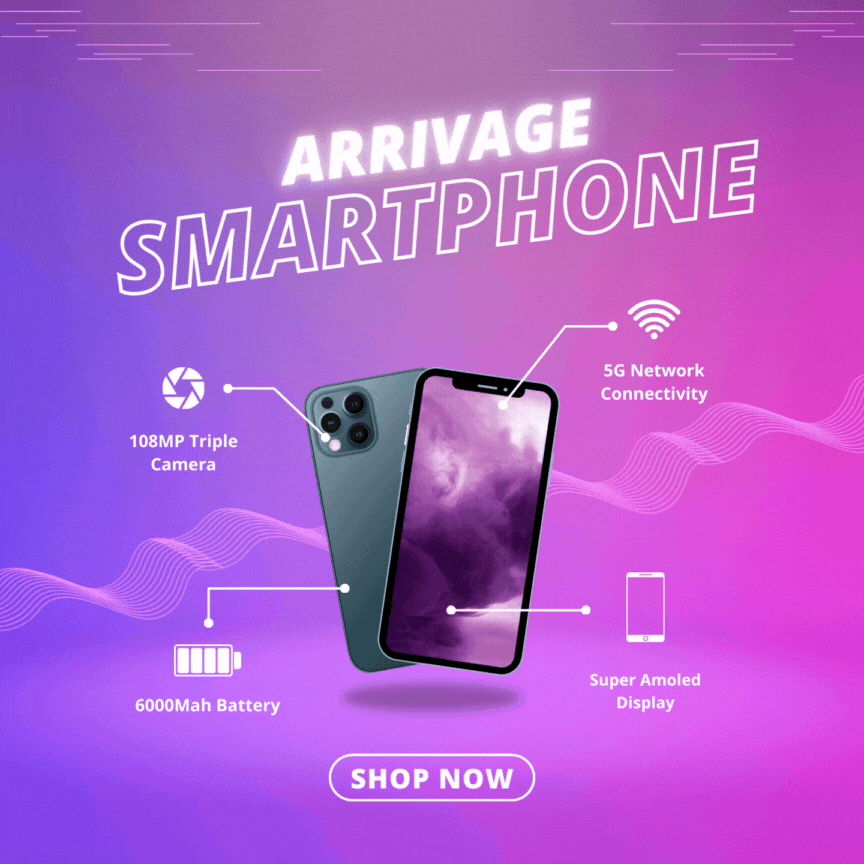 ARRIVAGE
SMARTPHONE
5G Network
Connectivity
108MP Triple
Camera
6000Mah Battery
Super Amoled
Display
SHOP NOW